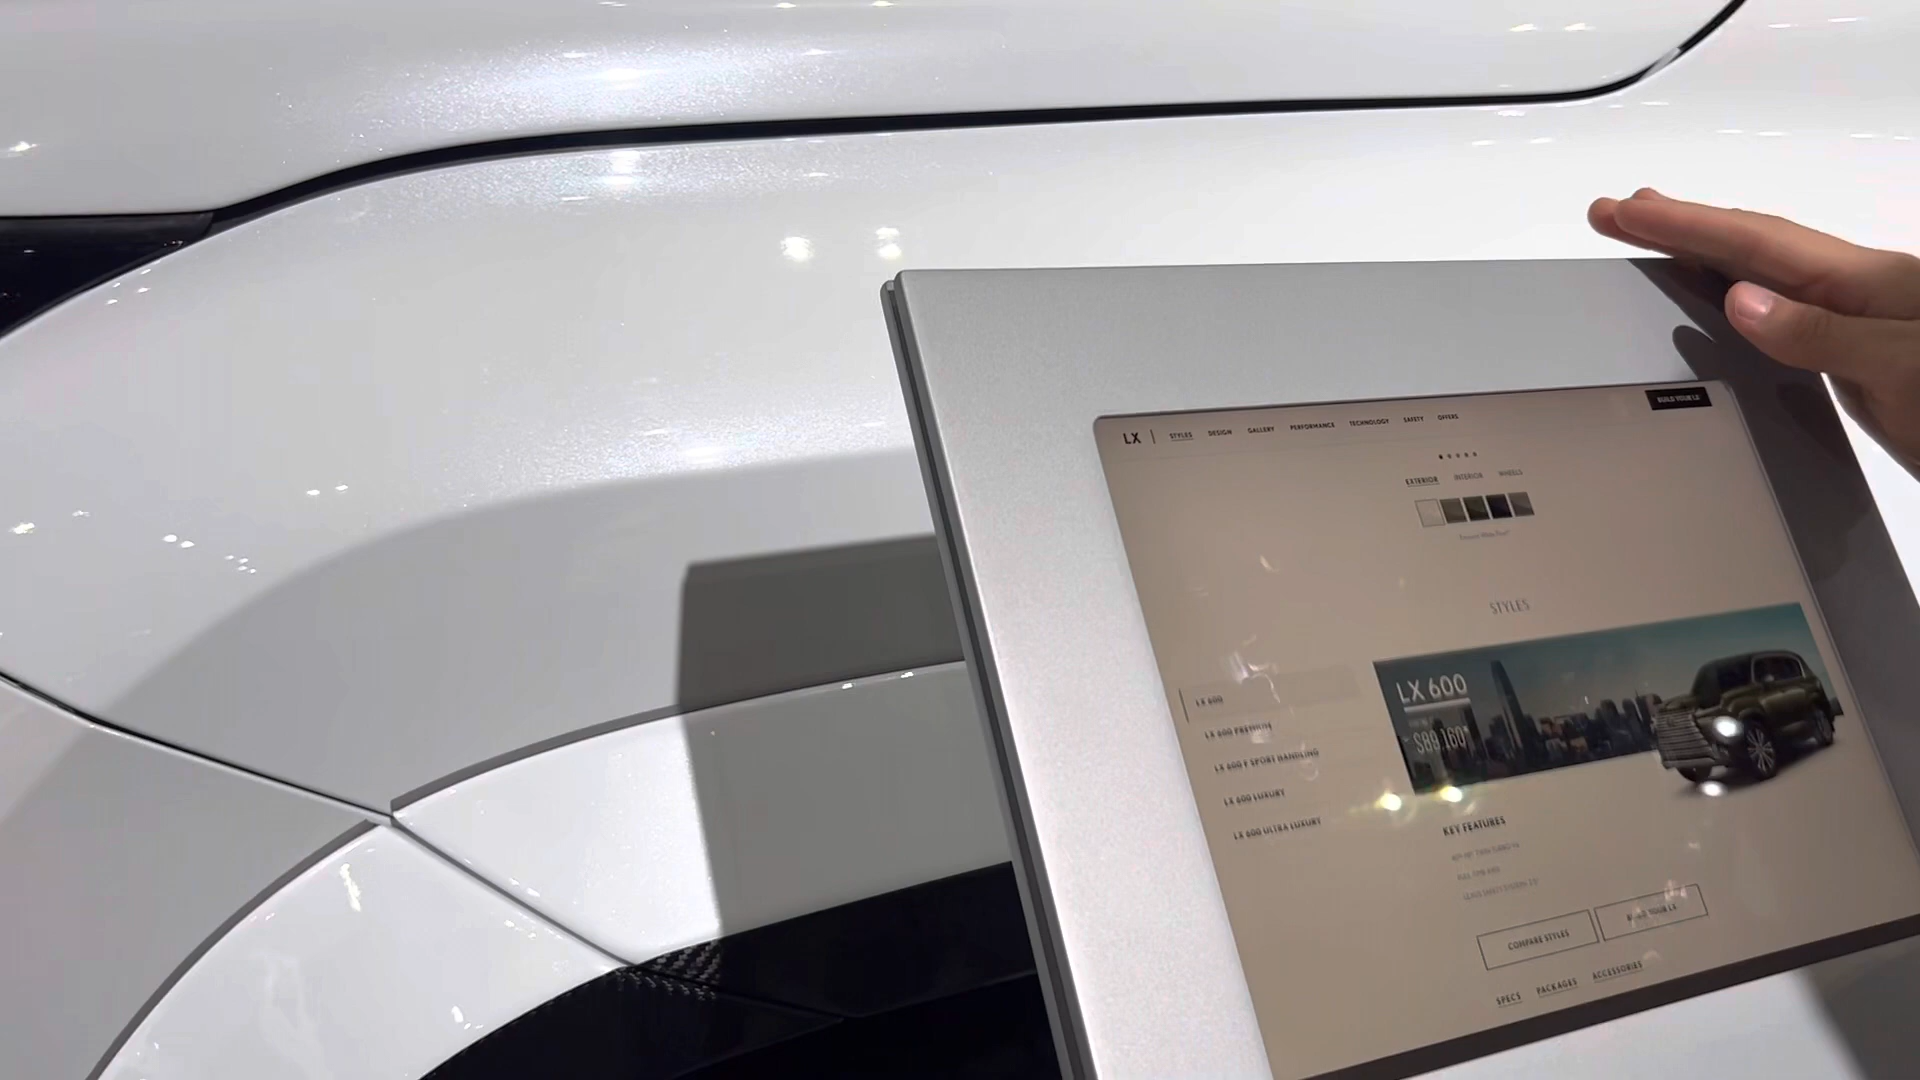 LX STYLES DESIGN GALLERY PERFORMANCE TECHNOLOGY SAFETY OFFERS BUILD YOUR LX
EXTERIOR INTERIOR WHEELS
STYLES
LX 600
LX 600 PREMIUM
LX 600 F SPORT HANDLING
LX 600 LUXURY
LX 600 ULTRA LUXURY
LX 600
$89,160*
KEY FEATURES
COMPARE STYLES
BUILD YOUR LX
SPECS PACKAGES ACCESSORIES